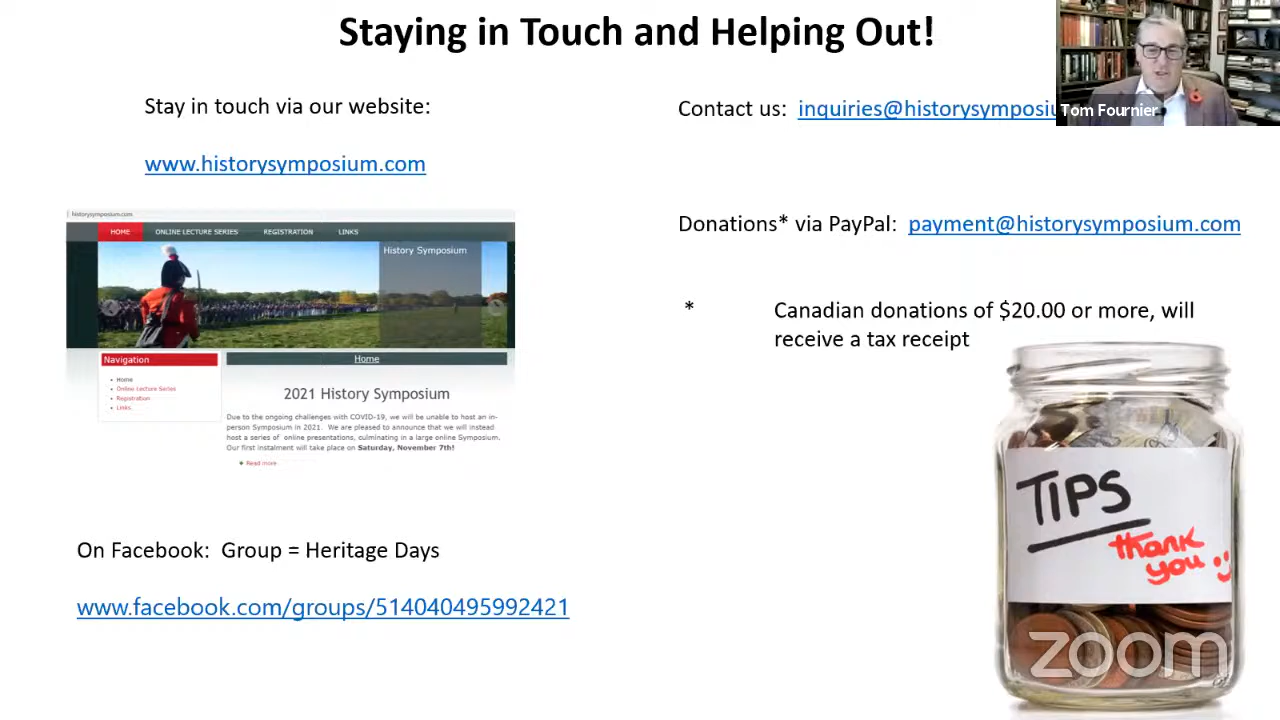 Staying in Touch and Helping Out!
Stay in touch via our website:
www.historysymposium.com
historysymposium.com
HOME ONLINE LECTURE SERIES REGISTRATION LINKS
History Symposium
Navigation
Home
Online Lecture Series
Registration
Links
Home
2021 History Symposium
Due to the ongoing challenges with COVID-19, we will be unable to host an in-
person Symposium in 2021. We are pleased to announce that we will instead
host a series of online presentations, culminating in a large online Symposium.
Our first instalment will take place on Saturday, November 7th!
Read more
On Facebook: Group = Heritage Days
www.facebook.com/groups/514040495992421
Contact us: inquiries@historysymposiu
Tom Fournier
Donations* via PayPal: payment@historysymposium.com
* Canadian donations of $20.00 or more, will
receive a tax receipt
TIPS
thank
you
zoom